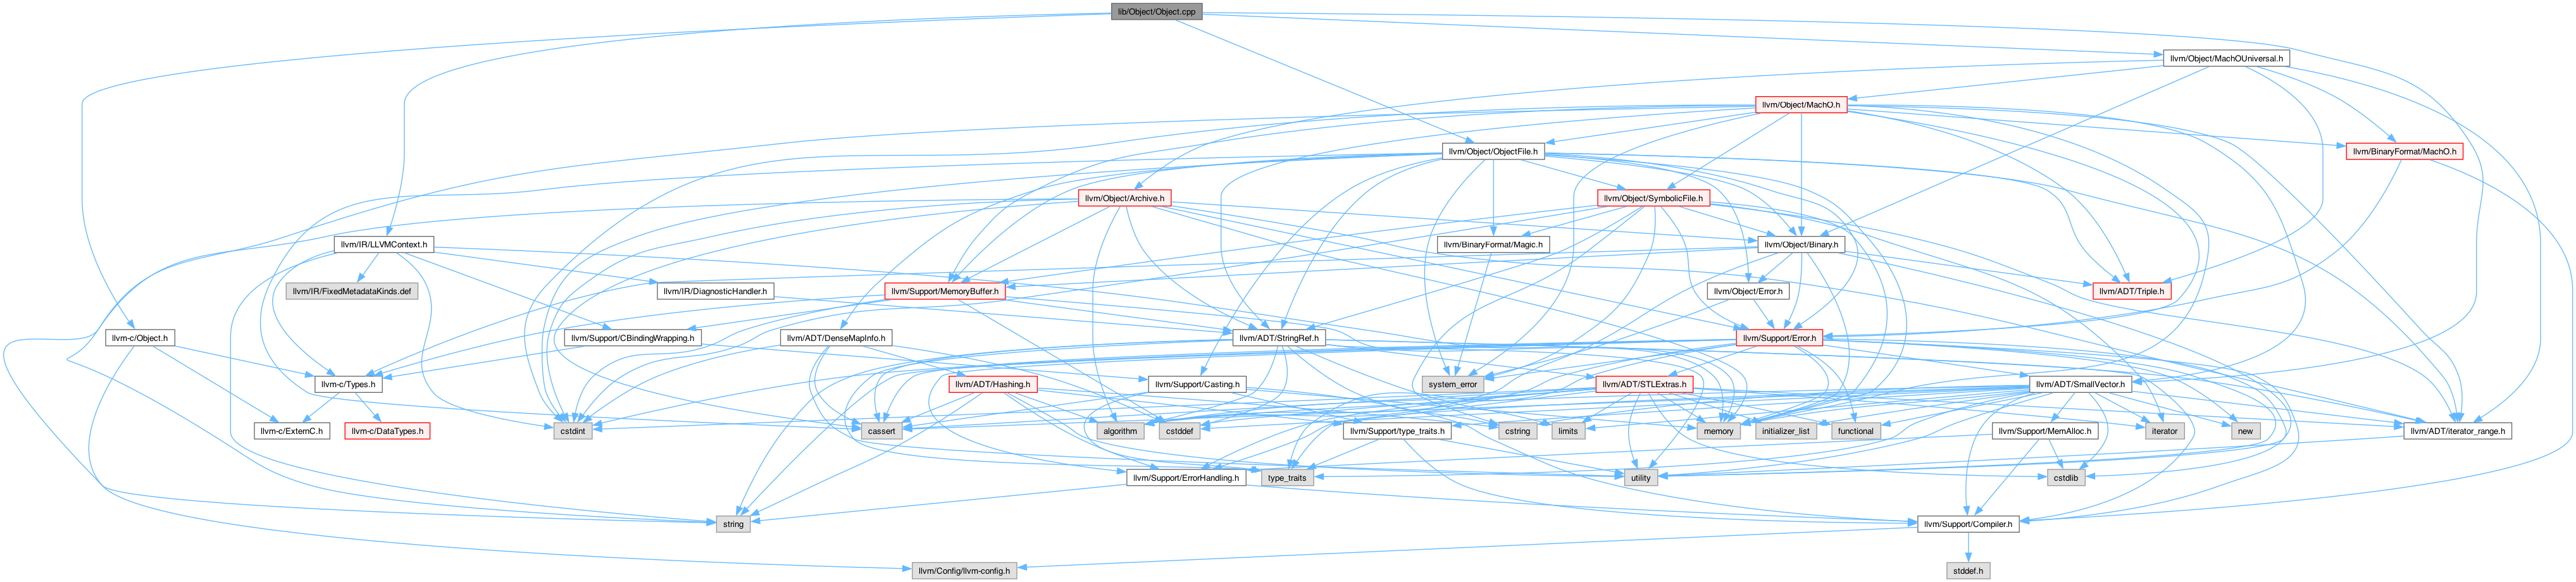 lib/Object/Object.cpp
llvm/Object/MachOUniversal.h
llvm/Object/MachO.h
llvm/Object/ObjectFile.h
llvm/BinaryFormat/MachO.h
llvm/Object/Archive.h
llvm/Object/SymbolicFile.h
llvm/IR/LLVMContext.h
llvm/BinaryFormat/Magic.h
llvm/Object/Binary.h
llvm/IR/FixedMetadataKinds.def
llvm/IR/DiagnosticHandler.h
llvm/Support/MemoryBuffer.h
llvm/Object/Error.h
llvm/ADT/Triple.h
llvm-c/Object.h
llvm/Support/CBindingWrapping.h
llvm/ADT/DenseMapInfo.h
llvm/ADT/StringRef.h
llvm/Support/Error.h
llvm-c/Types.h
llvm/ADT/Hashing.h
llvm/Support/Casting.h
system_error
llvm/ADT/STLExtras.h
llvm/ADT/SmallVector.h
llvm-c/ExternC.h
llvm-c/DataTypes.h
cstdint
cassert
algorithm
cstddef
llvm/Support/type_traits.h
cstring
limits
memory
initializer_list
functional
llvm/Support/MemAlloc.h
iterator
new
llvm/ADT/iterator_range.h
llvm/Support/ErrorHandling.h
type_traits
utility
cstdlib
string
llvm/Support/Compiler.h
llvm/Config/llvm-config.h
stddef.h